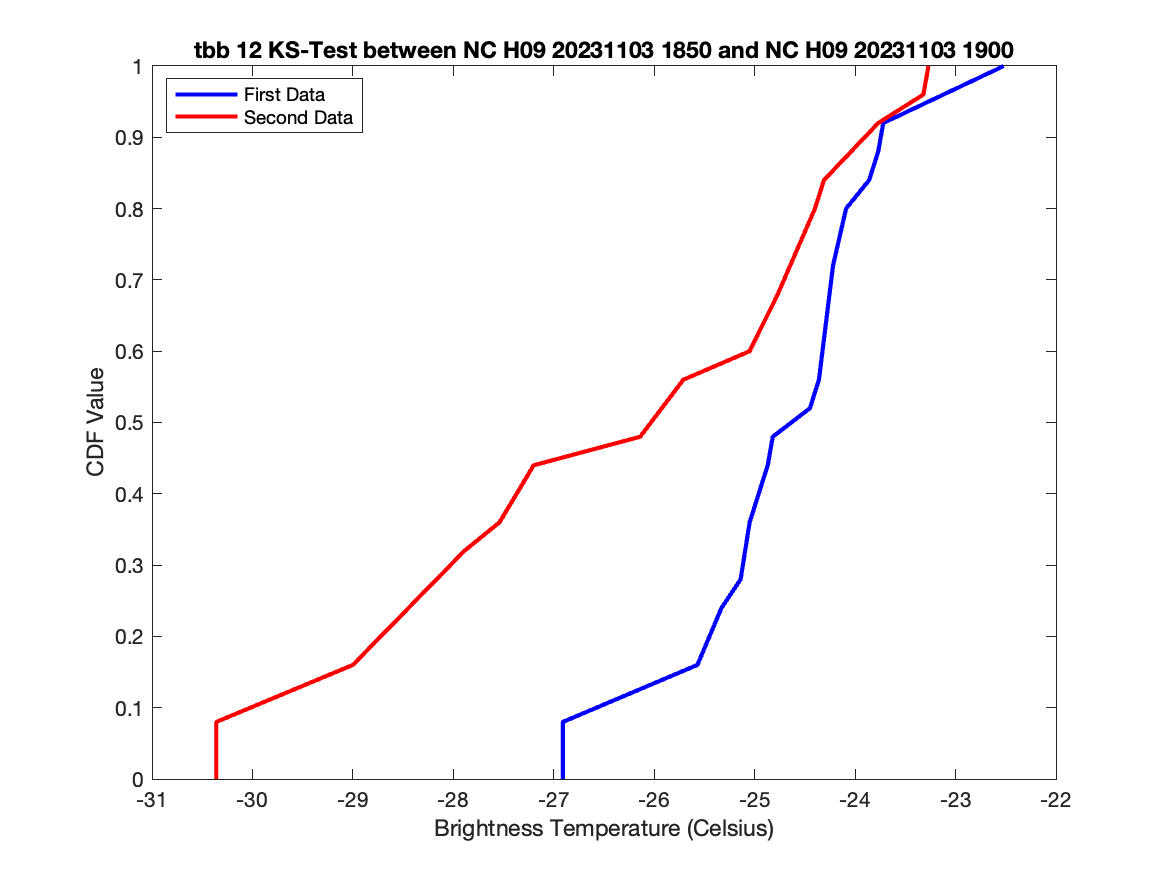 tbb 12 KS-Test between NC H09 20231103 1850 and NC H09 20231103 1900
First Data
Second Data
1
0.9
0.8
0.7
0.6
0.5
0.4
0.3
0.2
0.1
0
CDF Value
-31 -30 -29 -28 -27 -26 -25 -24 -23 -22
Brightness Temperature (Celsius)